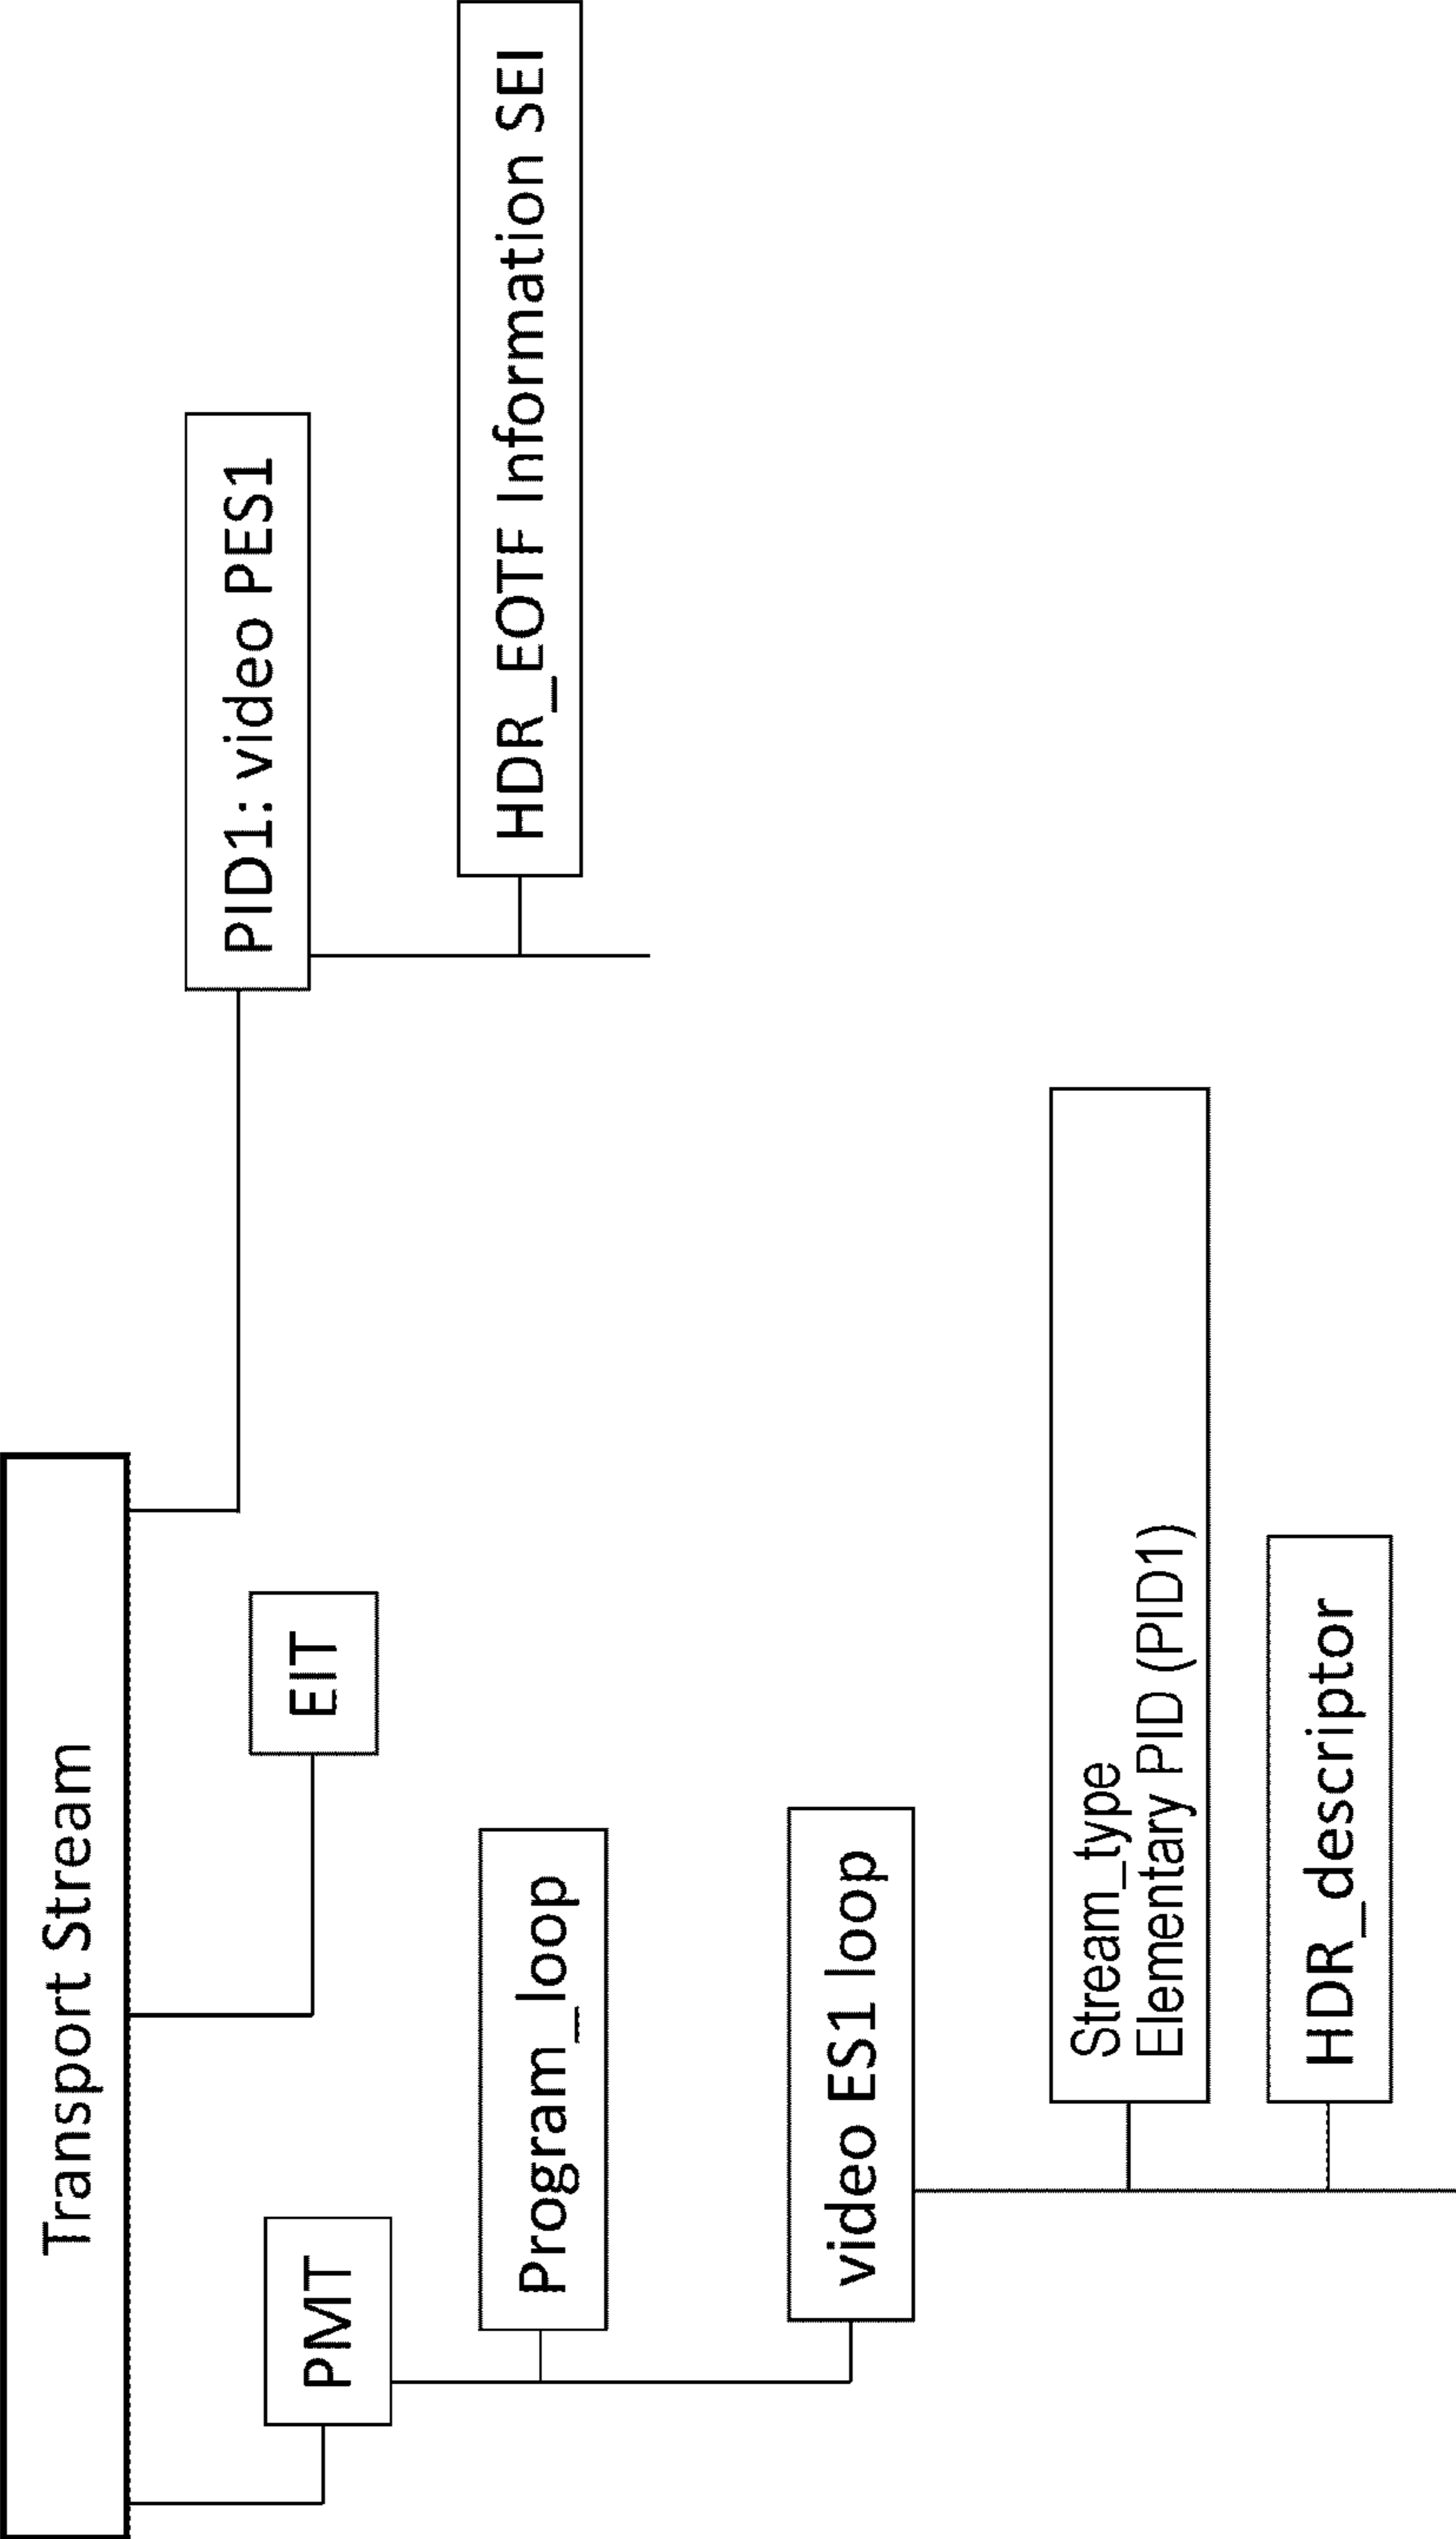 Transport Stream
PID1: video PES1
HDR_EOTF Information SEI
EIT
PMT
Program_loop
video ES1 loop
Stream_type
Elementary PID (PID1)
HDR_descriptor